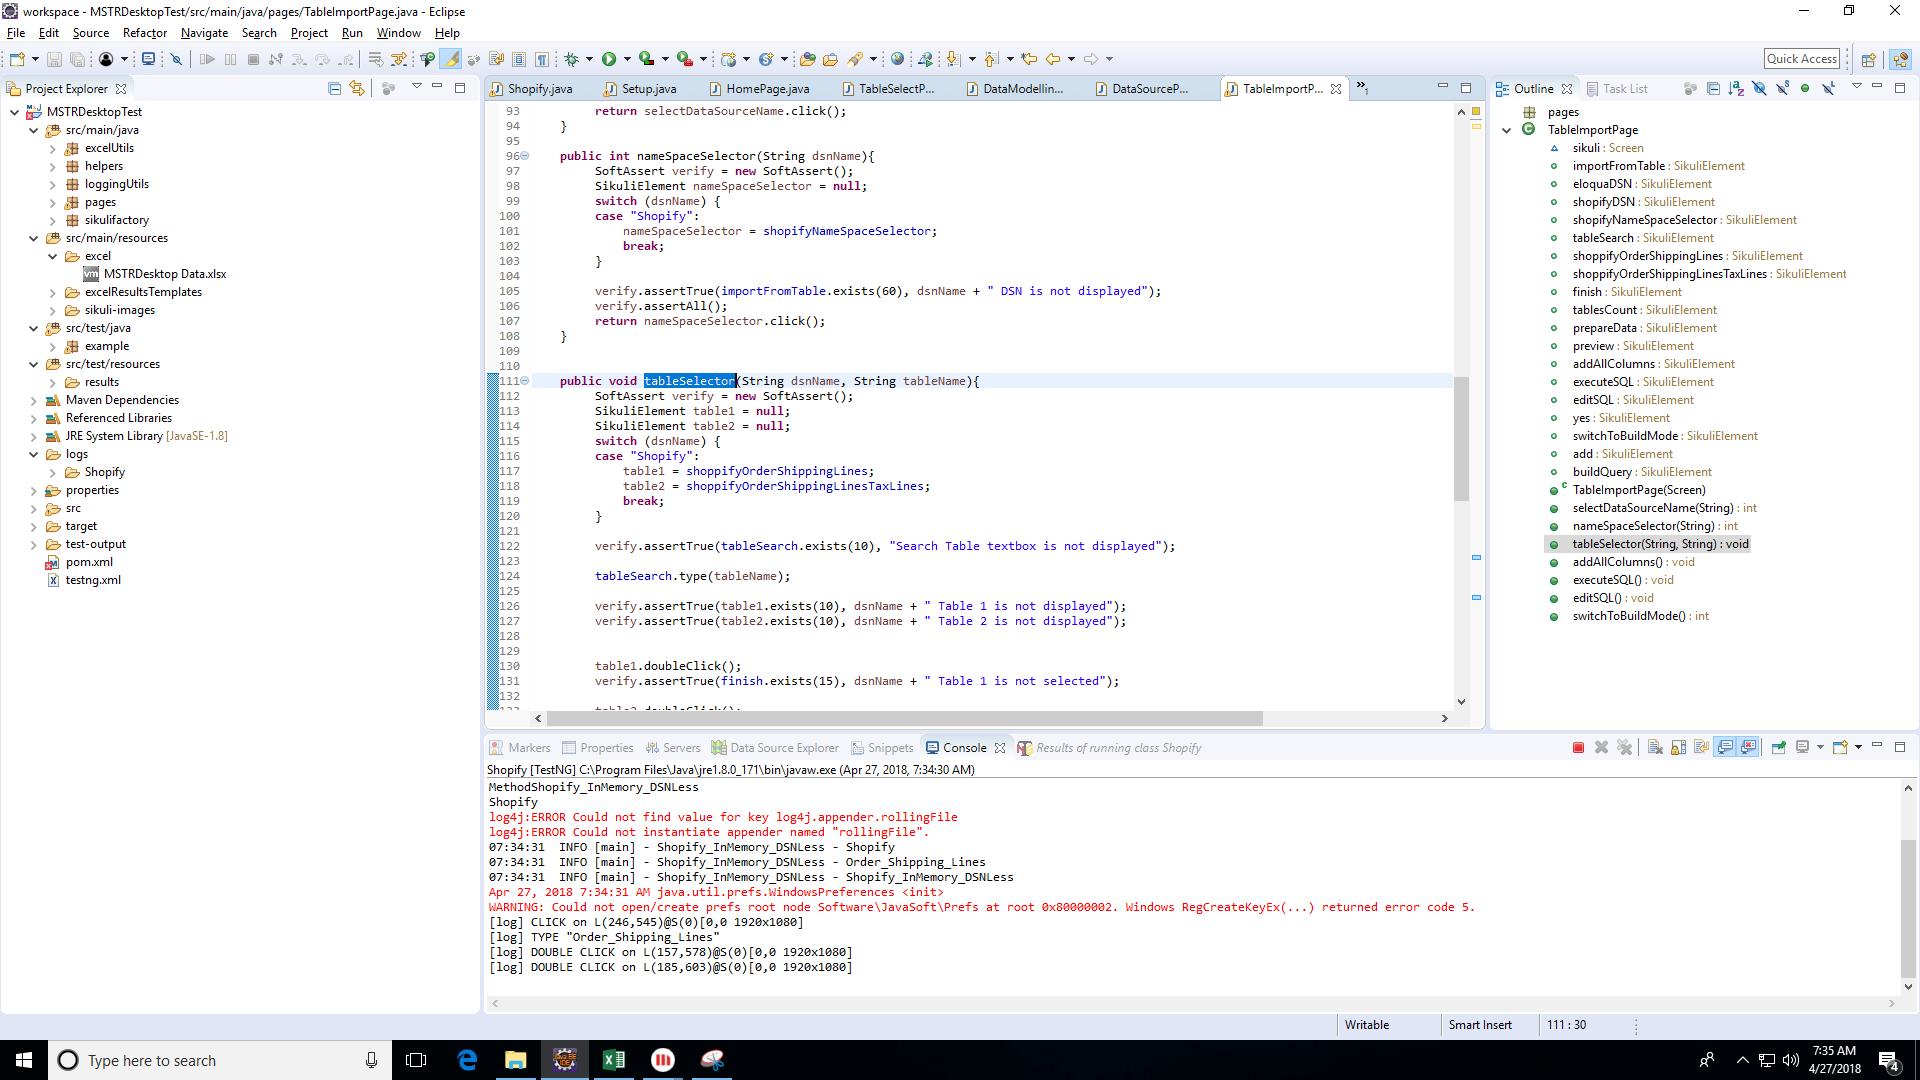 workspace - MSTRDesktopTest/src/main/java/pages/TableImportPage.java - Eclipse
File Edit Source Refactor Navigate Search Project Run Window Help
Quick Access
Project Explorer
MSTRDesktopTest
src/main/java
excelUtils
helpers
loggingUtils
pages
sikulifactory
src/main/resources
excel
MSTRDesktop Data.xlsx
excelResultsTemplates
sikuli-images
src/test/java
example
src/test/resources
results
Maven Dependencies
Referenced Libraries
JRE System Library [JavaSE-1.8]
logs
Shopify
properties
src
target
test-output
pom.xml
testng.xml
Shopify.java Setup.java HomePage.java TableSelectP... DataModellin... DataSourceP... TableImportP... »1
93 return selectDataSourceName.click();
94 }
95
96 public int nameSpaceSelector(String dsnName){
97 SoftAssert verify = new SoftAssert();
98 SikuliElement nameSpaceSelector = null;
99 switch (dsnName) {
100 case "Shopify":
101 nameSpaceSelector = shopifyNameSpaceSelector;
102 break;
103 }
104
105 verify.assertTrue(importFromTable.exists(60), dsnName + " DSN is not displayed");
106 verify.assertAll();
107 return nameSpaceSelector.click();
108 }
109
110
111 public void tableSelector(String dsnName, String tableName){
112 SoftAssert verify = new SoftAssert();
113 SikuliElement table1 = null;
114 SikuliElement table2 = null;
115 switch (dsnName) {
116 case "Shopify":
117 table1 = shoppifyOrderShippingLines;
118 table2 = shoppifyOrderShippingLinesTaxLines;
119 break;
120 }
121
122 verify.assertTrue(tableSearch.exists(10), "Search Table textbox is not displayed");
123
124 tableSearch.type(tableName);
125
126 verify.assertTrue(table1.exists(10), dsnName + " Table 1 is not displayed");
127 verify.assertTrue(table2.exists(10), dsnName + " Table 2 is not displayed");
128
129
130 table1.doubleClick();
131 verify.assertTrue(finish.exists(15), dsnName + " Table 1 is not selected");
132
Outline Task List
pages
TableImportPage
sikuli : Screen
importFromTable : SikuliElement
eloquaDSN : SikuliElement
shopifyDSN : SikuliElement
shopifyNameSpaceSelector : SikuliElement
tableSearch : SikuliElement
shoppifyOrderShippingLines : SikuliElement
shoppifyOrderShippingLinesTaxLines : SikuliElement
finish : SikuliElement
tablesCount : SikuliElement
prepareData : SikuliElement
preview : SikuliElement
addAllColumns : SikuliElement
executeSQL : SikuliElement
editSQL : SikuliElement
yes : SikuliElement
switchToBuildMode : SikuliElement
add : SikuliElement
buildQuery : SikuliElement
TableImportPage(Screen)
selectDataSourceName(String) : int
nameSpaceSelector(String) : int
tableSelector(String, String) : void
addAllColumns() : void
executeSQL() : void
editSQL() : void
switchToBuildMode() : int
Markers Properties Servers Data Source Explorer Snippets Console Results of running class Shopify
Shopify [TestNG] C:\Program Files\Java\jre1.8.0_171\bin\javaw.exe (Apr 27, 2018, 7:34:30 AM)
MethodShopify_InMemory_DSNLess
Shopify
log4j:ERROR Could not find value for key log4j.appender.rollingFile
log4j:ERROR Could not instantiate appender named "rollingFile".
07:34:31 INFO [main] - Shopify_InMemory_DSNLess - Shopify
07:34:31 INFO [main] - Shopify_InMemory_DSNLess - Order_Shipping_Lines
07:34:31 INFO [main] - Shopify_InMemory_DSNLess - Shopify_InMemory_DSNLess
Apr 27, 2018 7:34:31 AM java.util.prefs.WindowsPreferences <init>
WARNING: Could not open/create prefs root node Software\JavaSoft\Prefs at root 0x80000002. Windows RegCreateKeyEx(...) returned error code 5.
[log] CLICK on L(246,545)@S(0)[0,0 1920x1080]
[log] TYPE "Order_Shipping_Lines"
[log] DOUBLE CLICK on L(157,578)@S(0)[0,0 1920x1080]
[log] DOUBLE CLICK on L(185,603)@S(0)[0,0 1920x1080]
Writable Smart Insert 111 : 30
Type here to search
7:35 AM
4/27/2018
4